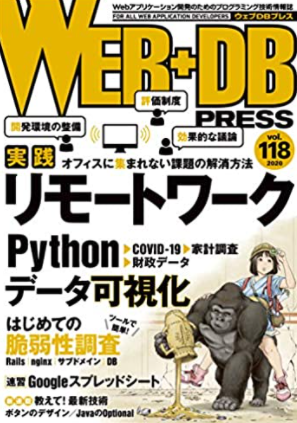 Webアプリケーション開発のためのプログラミング技術情報誌
FOR ALL WEB APPLICATION DEVELOPERS ウェブDBプレス
WEB+DB
PRESS
vol.
118
2020
開発環境の整備
評価制度
効果的な議論
実践 オフィスに集まれない課題の解消方法
リモートワーク
Python ▶COVID-19 ▶家計調査
▶財政データ
データ可視化
はじめての
ツールで
簡単!
脆弱性調査
Rails nginx サブドメイン DB
速習 Googleスプレッドシート
新連載 教えて!最新技術
ボタンのデザイン/JavaのOptional